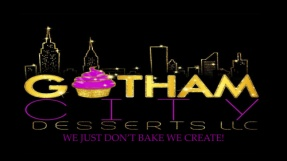 GOTHAM
CITY
DESSERTS LLC
WE JUST DON'T BAKE WE CREATE!